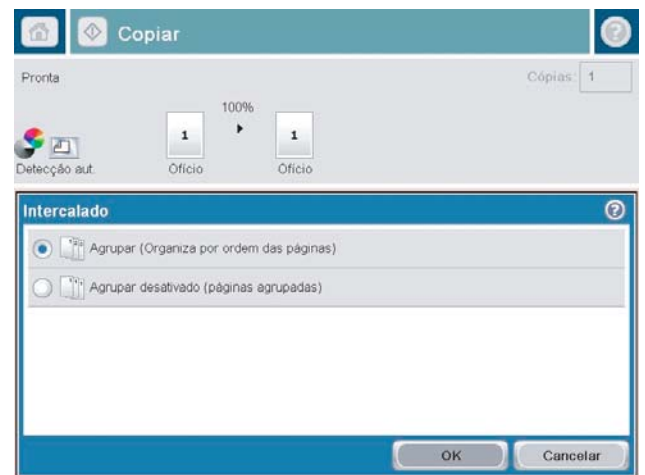 Copiar
Pronta
Cópias: 1
100%
1 1
Detecção aut. Ofício Ofício
Intercalado
Agrupar (Organiza por ordem das páginas)
Agrupar desativado (páginas agrupadas)
OK Cancelar